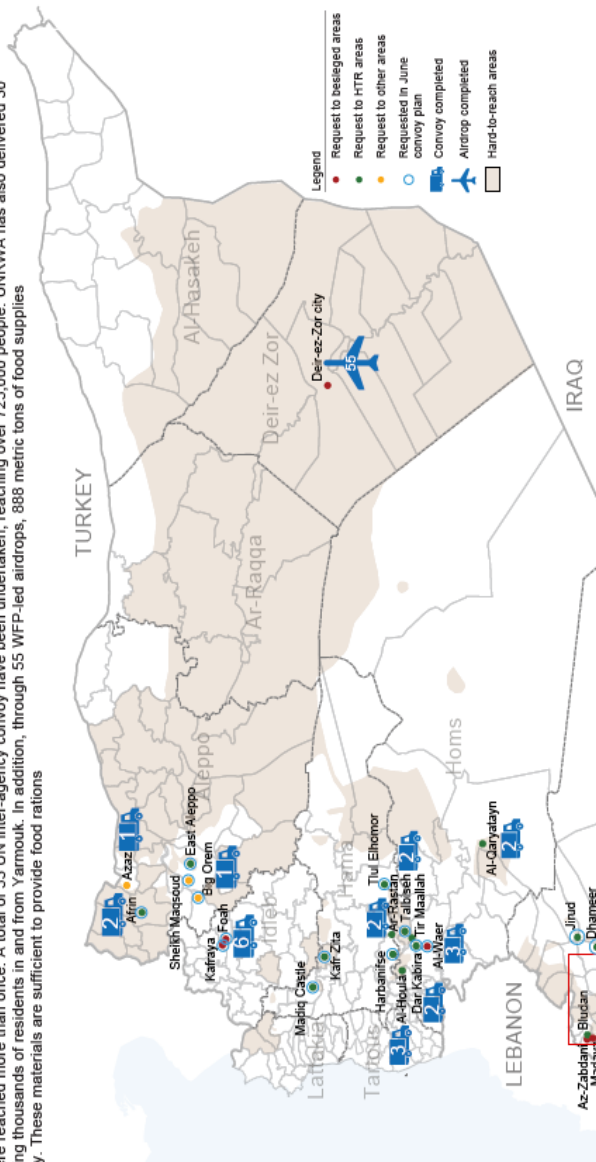 re reached more than once. A total of 53 UN inter-agency convoy have been undertaken, reaching over 725,000 people. UNRWA has also delivered 30
ng thousands of residents in and from Yarmouk. In addition, through 55 WFP-led airdrops, 888 metric tons of food supplies
y. These materials are sufficient to provide food rations
TURKEY
Legend
Request to besieged areas
Request to HTR areas
Request to other areas
Requested in June
convoy plan
Convoy completed
Airdrop completed
Hard-to-reach areas
Al-Hasakeh
2
Afrin
Azaz
1
Sheikh Maqsoud
East Aleppo
Aleppo
Big Orem
1
Ar-Raqqa
Deir-ez Zor
Deir-ez-Zor city
55
Kafraya
Foah
6
Idleb
Madiq Castle
Kafr Zita
Lattakia
Hama
Tartous
Tlul Elhomor
2
2
Harbanifse
Ar-Rastan
Al-Houla
Talbiseh
Dar Kabira
Tir Maallah
Al-Waer
3
2
3
Homs
Al-Qaryatayn
2
IRAQ
LEBANON
Jirud
Dhameer
Bludan
Az-Zabdani